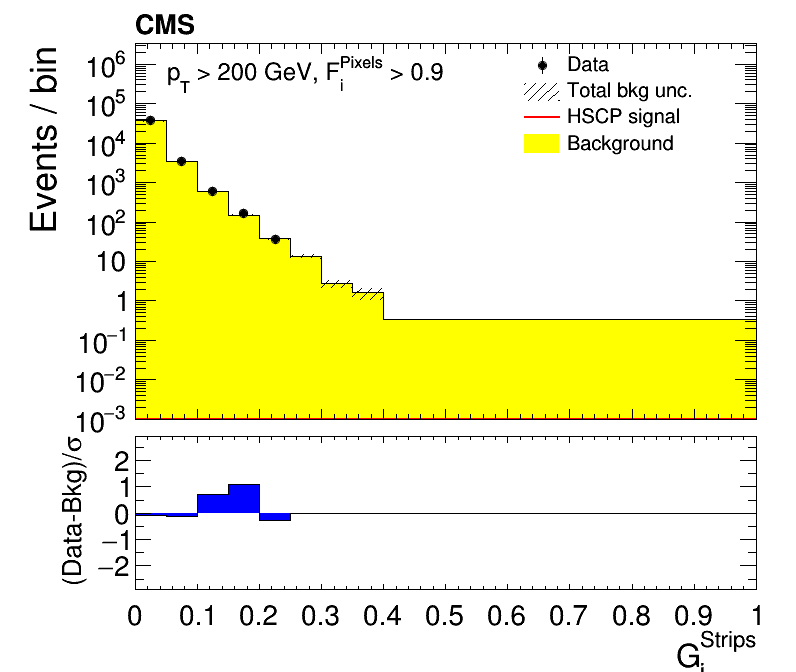 CMS
Events / bin
p_T > 200 GeV, F_i^Pixels > 0.9
Data
Total bkg unc.
HSCP signal
Background
10^6
10^5
10^4
10^3
10^2
10
1
10^−1
10^−2
10^−3
(Data-Bkg)/σ
2
1
0
−1
−2
0 0.1 0.2 0.3 0.4 0.5 0.6 0.7 0.8 0.9 1
G_i^Strips